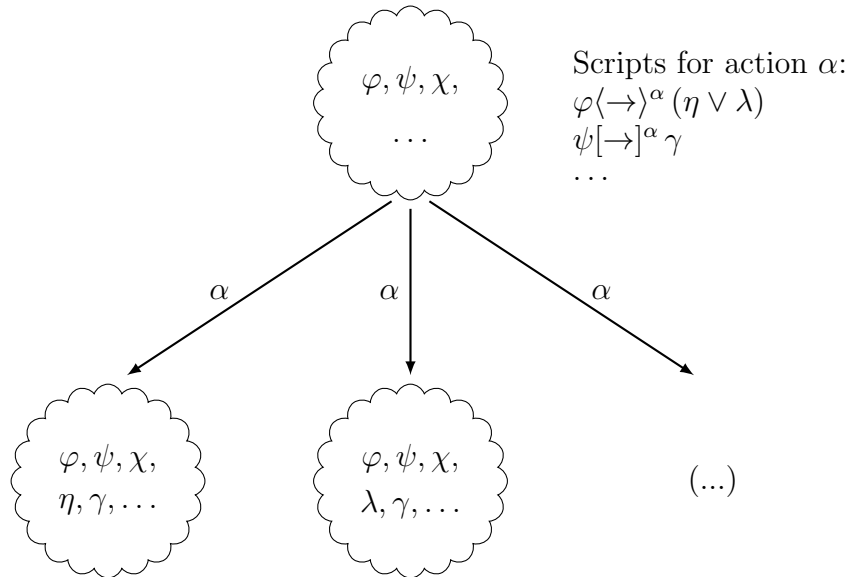 φ, ψ, χ,
. . .
Scripts for action α:
φ⟨→⟩^α (η ∨ λ)
ψ[→]^α γ
. . .
α
α
α
φ, ψ, χ,
η, γ, . . .
φ, ψ, χ,
λ, γ, . . .
(...)